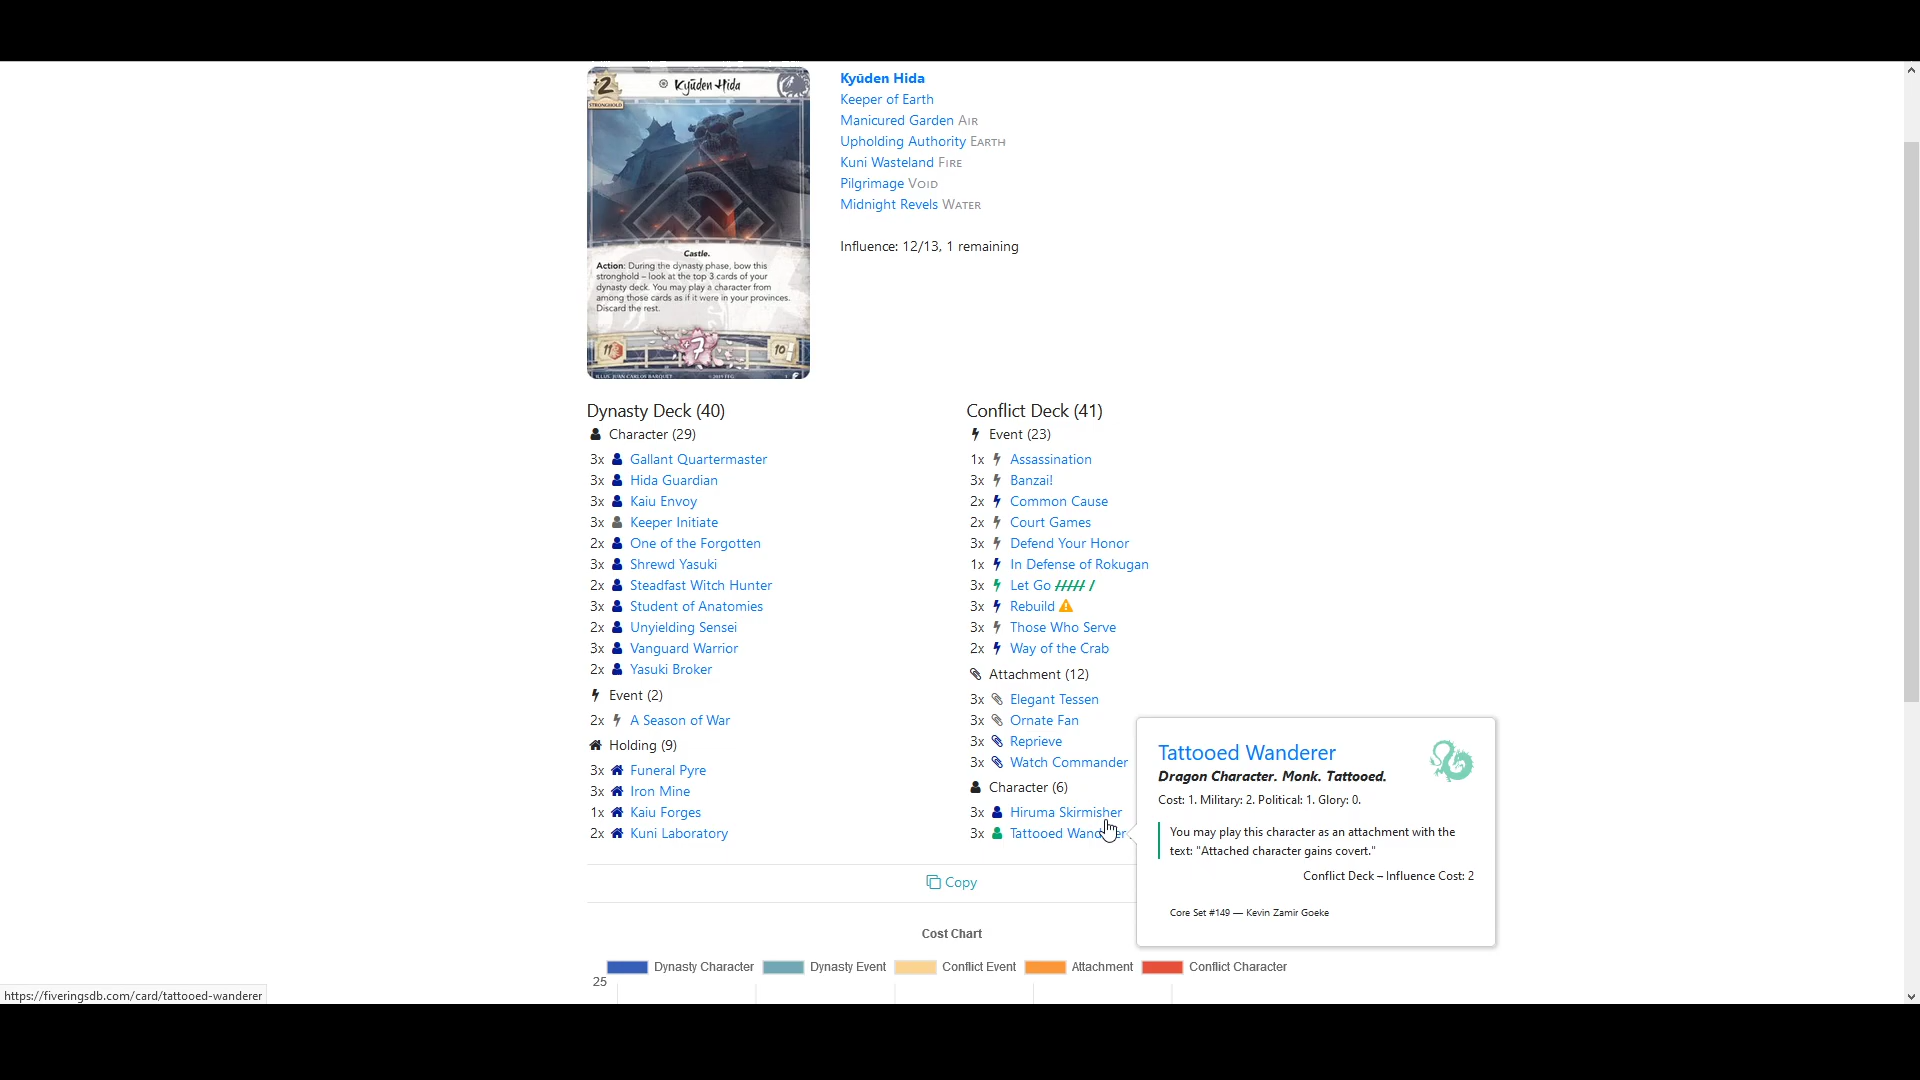 +2
STRONGHOLD
Kyūden Hida
Castle.
Action: During the dynasty phase, bow this
stronghold – look at the top 3 cards of your
dynasty deck. You may play a character from
among those cards as if it were in your provinces.
Discard the rest.
11
+7
10
ILLUS. JUAN CARLOS BARQUET
© 2019 FFG
Kyūden Hida
Keeper of Earth
Manicured Garden AIR
Upholding Authority EARTH
Kuni Wasteland FIRE
Pilgrimage VOID
Midnight Revels WATER
Influence: 12/13, 1 remaining
Dynasty Deck (40)
Character (29)
3x Gallant Quartermaster
3x Hida Guardian
3x Kaiu Envoy
3x Keeper Initiate
2x One of the Forgotten
3x Shrewd Yasuki
2x Steadfast Witch Hunter
3x Student of Anatomies
2x Unyielding Sensei
3x Vanguard Warrior
2x Yasuki Broker
Event (2)
2x A Season of War
Holding (9)
3x Funeral Pyre
3x Iron Mine
1x Kaiu Forges
2x Kuni Laboratory
Conflict Deck (41)
Event (23)
1x Assassination
3x Banzai!
2x Common Cause
2x Court Games
3x Defend Your Honor
1x In Defense of Rokugan
3x Let Go
3x Rebuild
3x Those Who Serve
2x Way of the Crab
Attachment (12)
3x Elegant Tessen
3x Ornate Fan
3x Reprieve
3x Watch Commander
Character (6)
3x Hiruma Skirmisher
3x Tattooed Wanderer
Tattooed Wanderer
Dragon Character. Monk. Tattooed.
Cost: 1. Military: 2. Political: 1. Glory: 0.
You may play this character as an attachment with the
text: "Attached character gains covert."
Conflict Deck – Influence Cost: 2
Core Set #149 — Kevin Zamir Goeke
Copy
Cost Chart
Dynasty Character Dynasty Event Conflict Event Attachment Conflict Character
25
https://fiveringsdb.com/card/tattooed-wanderer